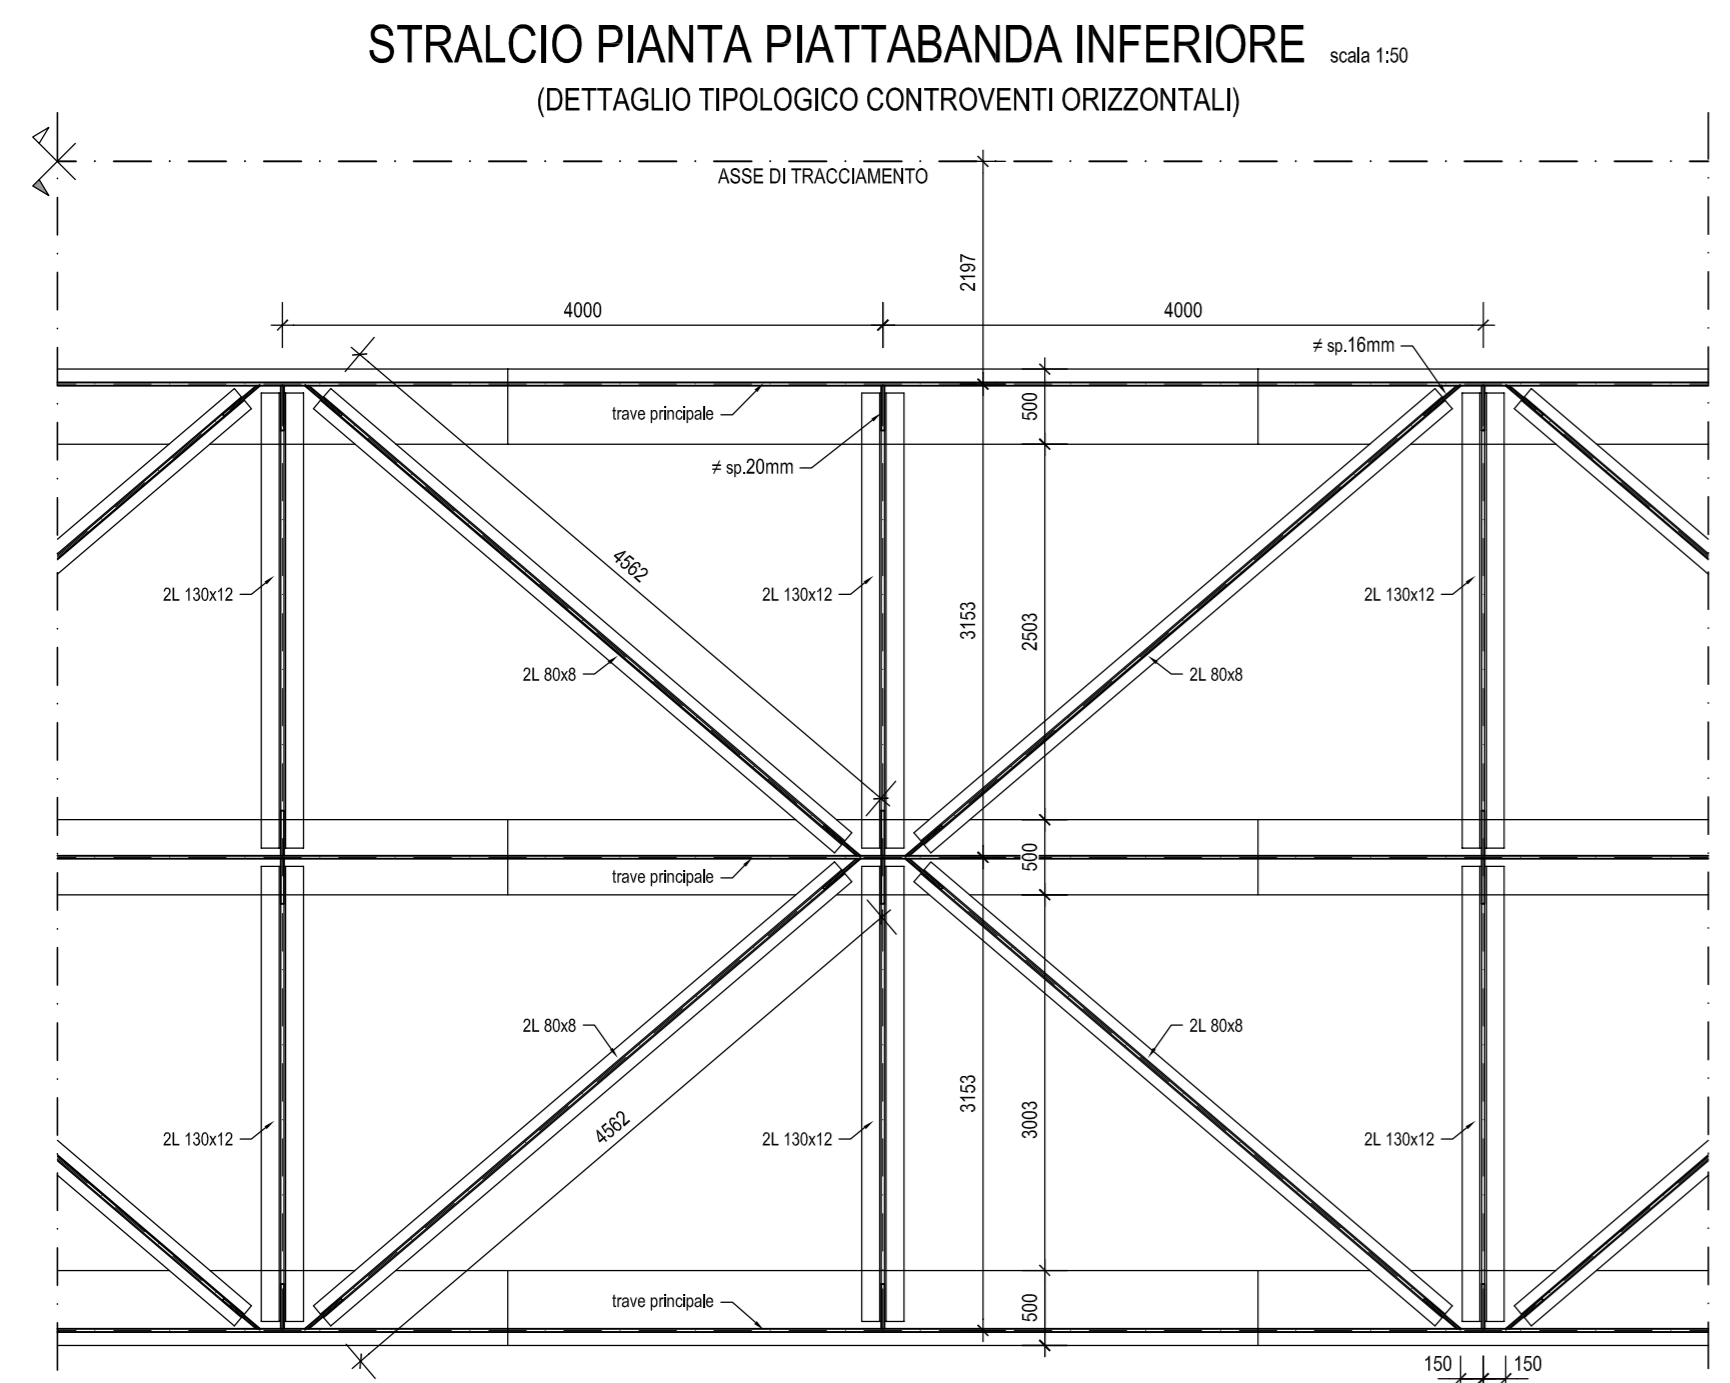 STRALCIO PIANTA PIATTABANDA INFERIORE scala 1:50
(DETTAGLIO TIPOLOGICO CONTROVENTI ORIZZONTALI)
ASSE DI TRACCIAMENTO
2197
4000
4000
≠ sp.16mm
trave principale
500
≠ sp.20mm
4562
2L 130x12
2L 130x12
2L 130x12
3153
2503
2L 80x8
2L 80x8
500
trave principale
2L 80x8
2L 80x8
3153
3003
4562
2L 130x12
2L 130x12
2L 130x12
trave principale
500
150
150